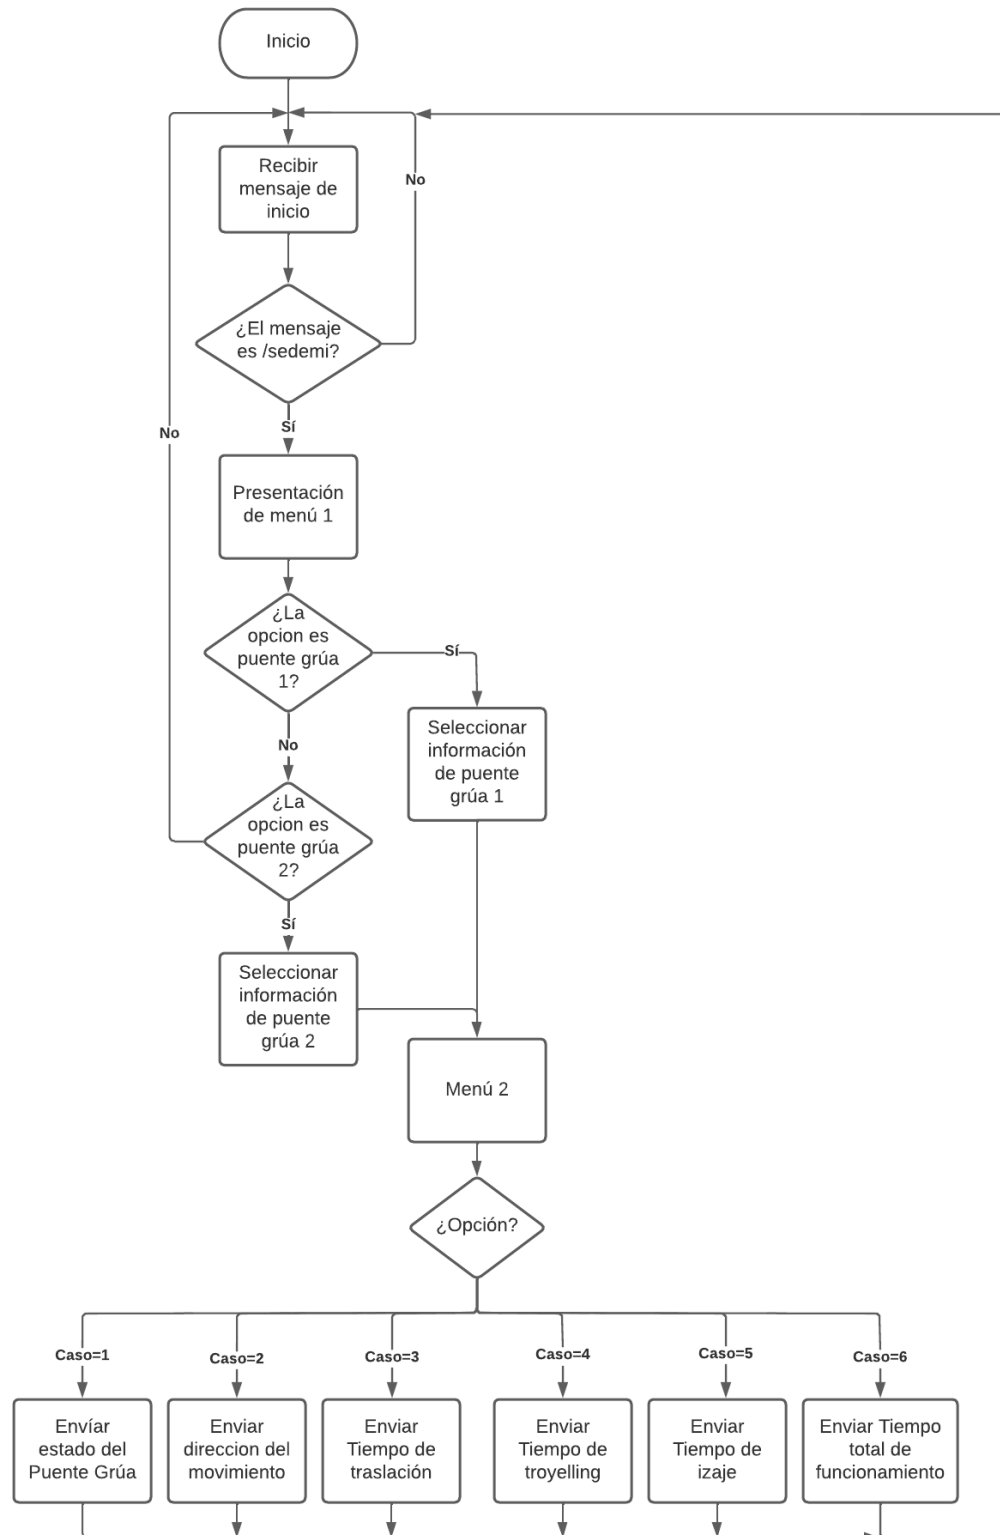 Inicio
Recibir
mensaje de
inicio
No
¿El mensaje
es /sedemi?
Sí
No
Presentación
de menú 1
¿La
opcion es
puente grúa
1?
Sí
No
Seleccionar
información
de puente
grúa 1
¿La
opcion es
puente grúa
2?
Sí
Seleccionar
información
de puente
grúa 2
Menú 2
¿Opción?
Caso=1
Caso=2
Caso=3
Caso=4
Caso=5
Caso=6
Envíar
estado del
Puente Grúa
Enviar
direccion del
movimiento
Enviar
Tiempo de
traslación
Enviar
Tiempo de
troyelling
Enviar
Tiempo de
izaje
Enviar Tiempo
total de
funcionamiento